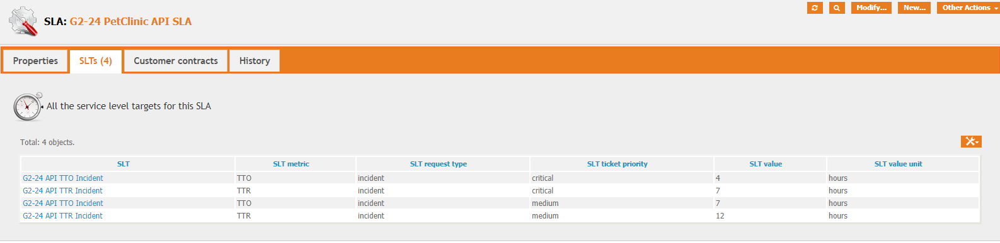 SLA: G2-24 PetClinic API SLA
Modify... New... Other Actions
Properties SLTs (4) Customer contracts History
All the service level targets for this SLA
Total: 4 objects.
SLT SLT metric SLT request type SLT ticket priority SLT value SLT value unit
G2-24 API TTO Incident TTO incident critical 4 hours
G2-24 API TTR Incident TTR incident critical 7 hours
G2-24 API TTO Incident TTO incident medium 7 hours
G2-24 API TTR Incident TTR incident medium 12 hours